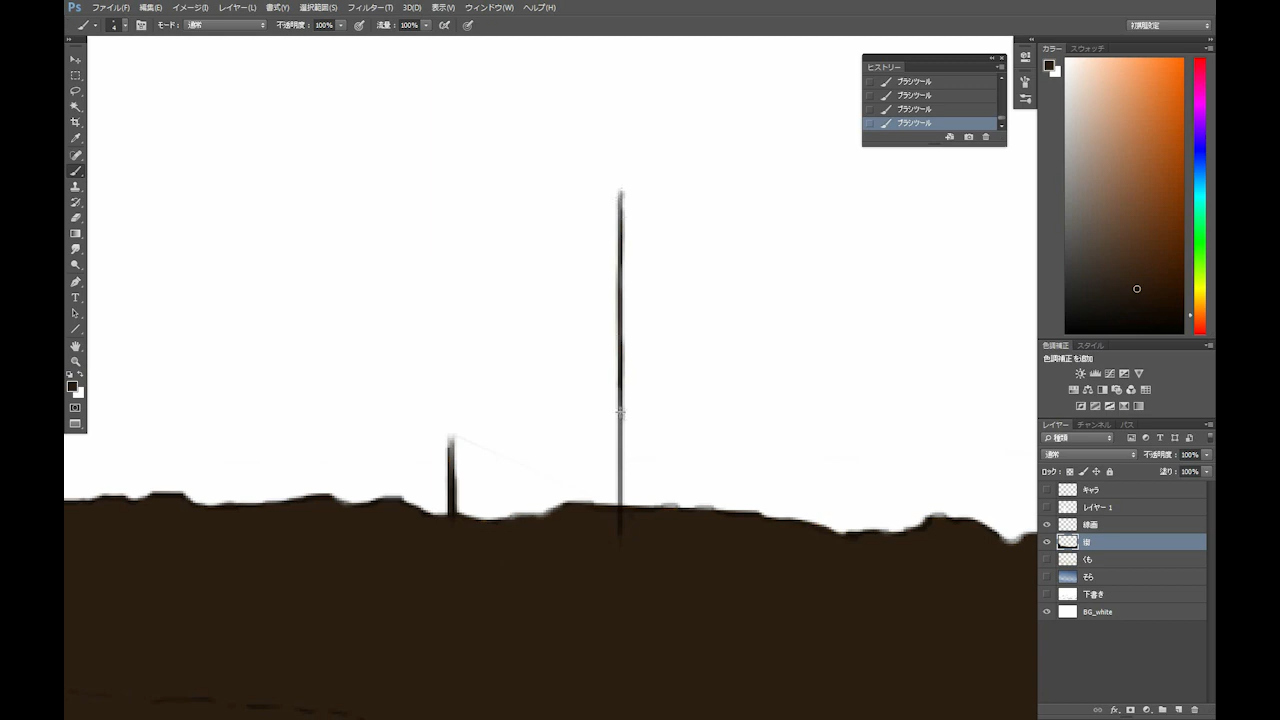 Ps ファイル(F) 編集(E) イメージ(I) レイヤー(L) 書式(Y) 選択範囲(S) フィルター(T) 3D(D) 表示(V) ウィンドウ(W) ヘルプ(H)
4 モード： 通常 不透明度： 100% 流量： 100% 初期設定
カラー スウォッチ
ヒストリー
ブラシツール
ブラシツール
ブラシツール
ブラシツール
色調補正 スタイル
色調補正を追加
レイヤー チャンネル パス
種類
通常 不透明度： 100%
ロック： 塗り： 100%
キャラ
レイヤー 1
線画
街
くも
そら
下書き
BG_white